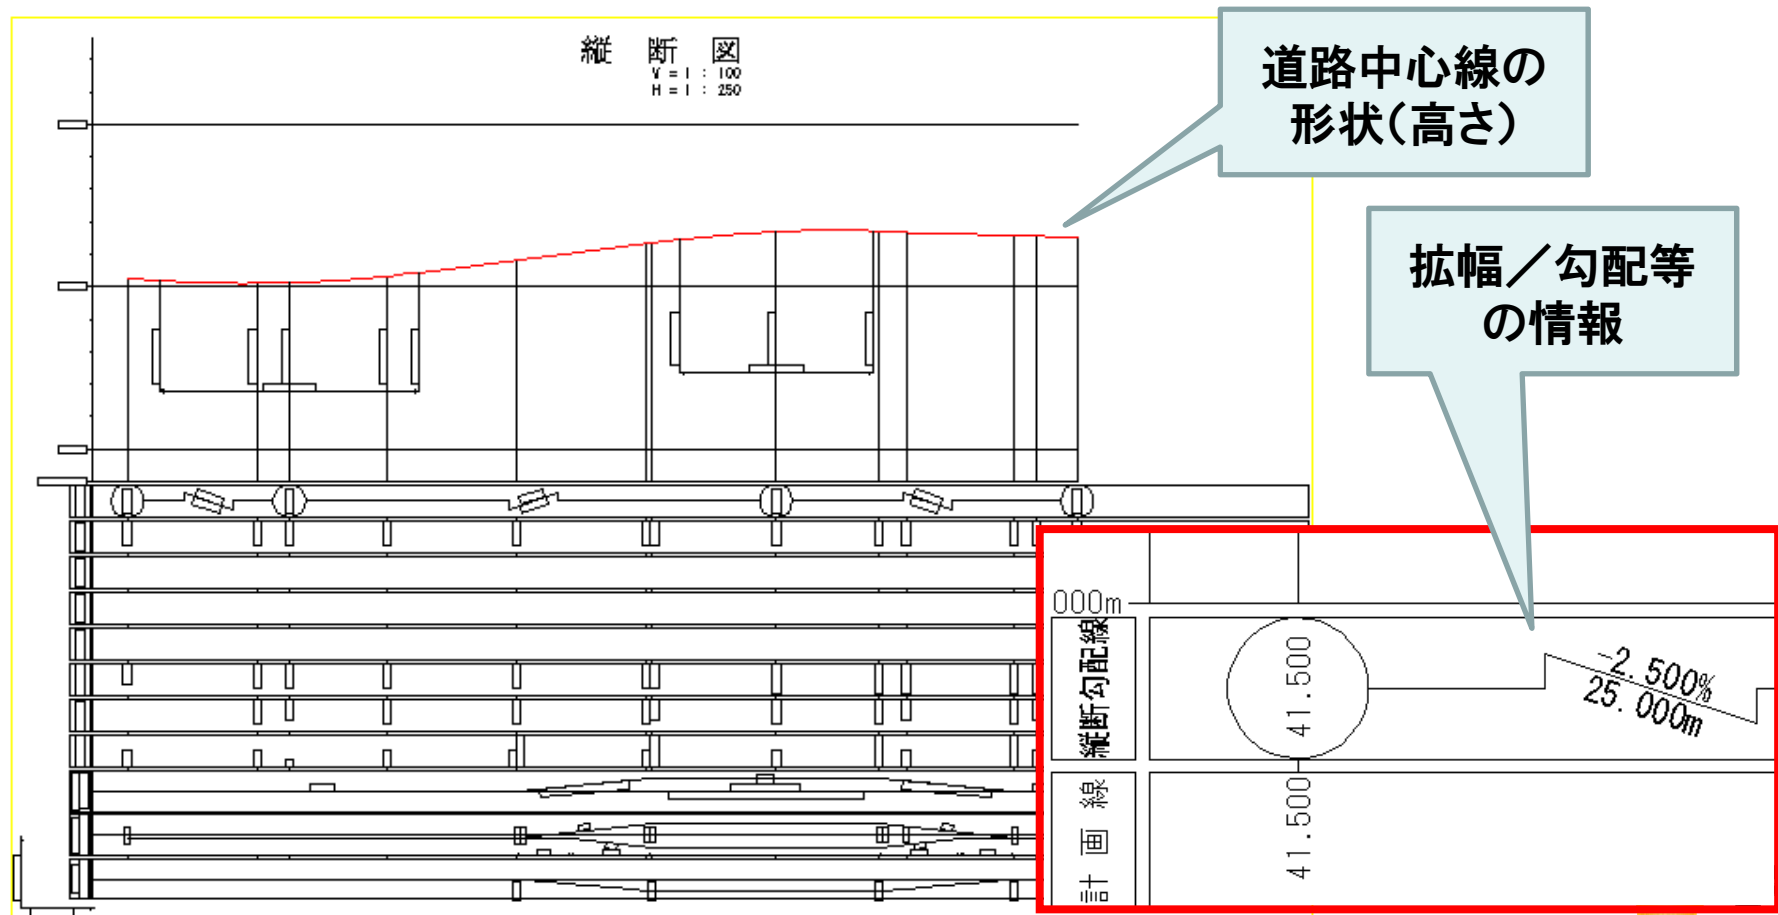 縦断図
V = 1 : 100
H = 1 : 250
道路中心線の
形状(高さ)
拡幅/勾配等
の情報
000m
縦断勾配線
41.500
-2.500%
25.000m
計画線
41.500